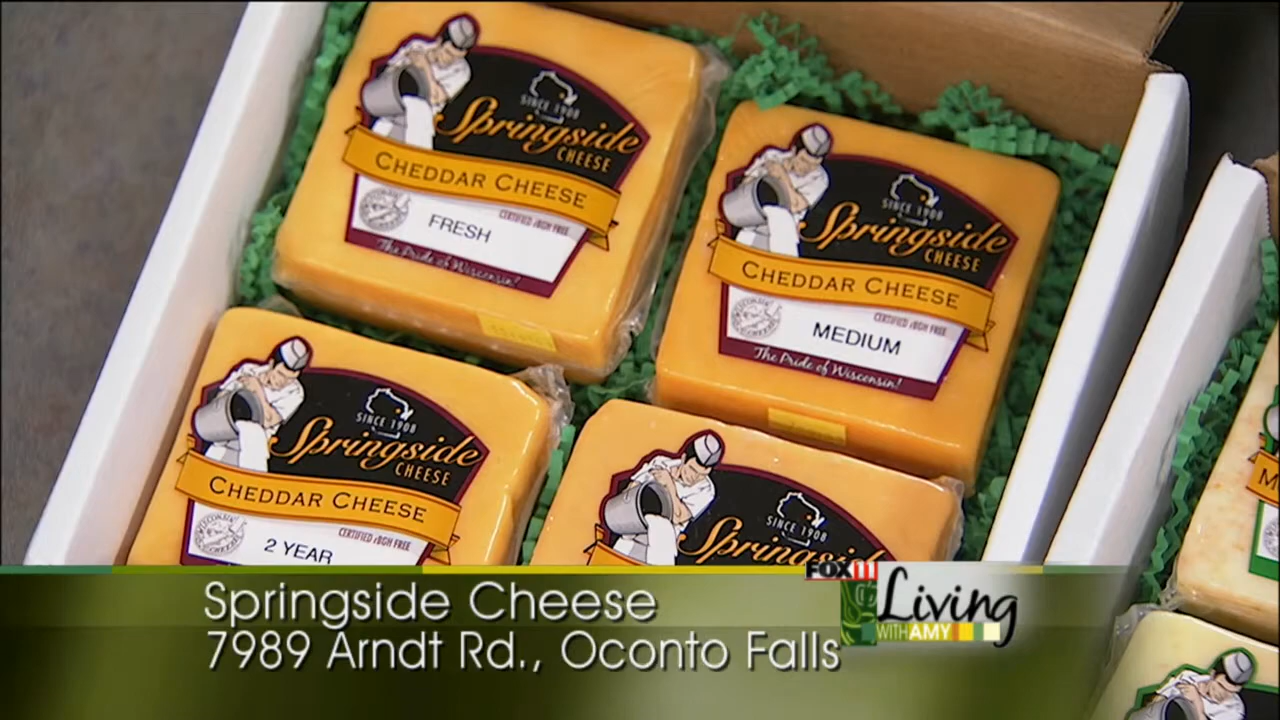 SINCE 1908
Springside
CHEESE
CHEDDAR CHEESE
CERTIFIED rBGH FREE
FRESH
The Pride of Wisconsin!
SINCE 1908
Springside
CHEESE
CHEDDAR CHEESE
CERTIFIED rBGH FREE
MEDIUM
The Pride of Wisconsin!
SINCE 1908
Springside
CHEESE
CHEDDAR CHEESE
CERTIFIED rBGH FREE
WISCONSIN CHEESE
2 YEAR
SINCE 1908
Springside
M
FOX 11
Living
WITH AMY
Springside Cheese
7989 Arndt Rd., Oconto Falls